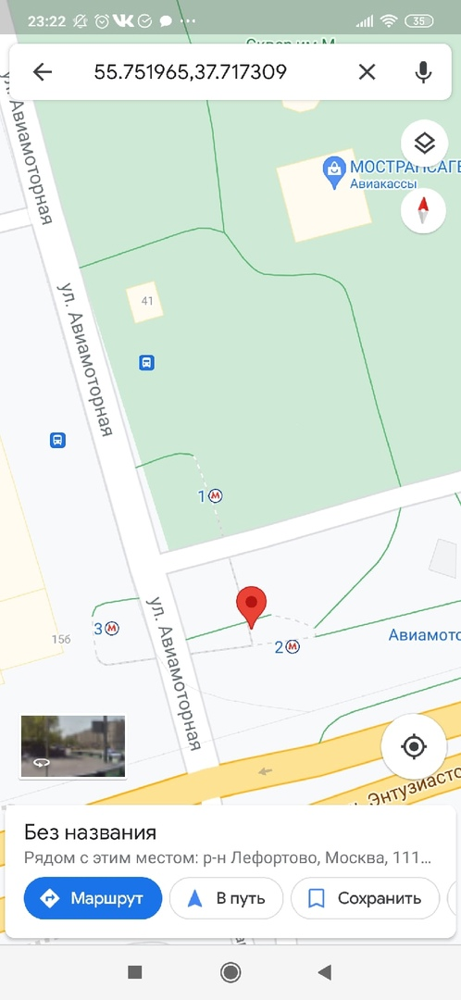 23:22
35
Сквер им М
55.751965,37.717309
ул. Авиамоторная
МОСТРАНСАГЕ
Авиакассы
41
ул. Авиамоторная
1 М
3 М
ул. Авиамоторная
156
2 М
Авиамото
Энтузиасто
Без названия
Рядом с этим местом: р-н Лефортово, Москва, 111...
Маршрут
В путь
Сохранить